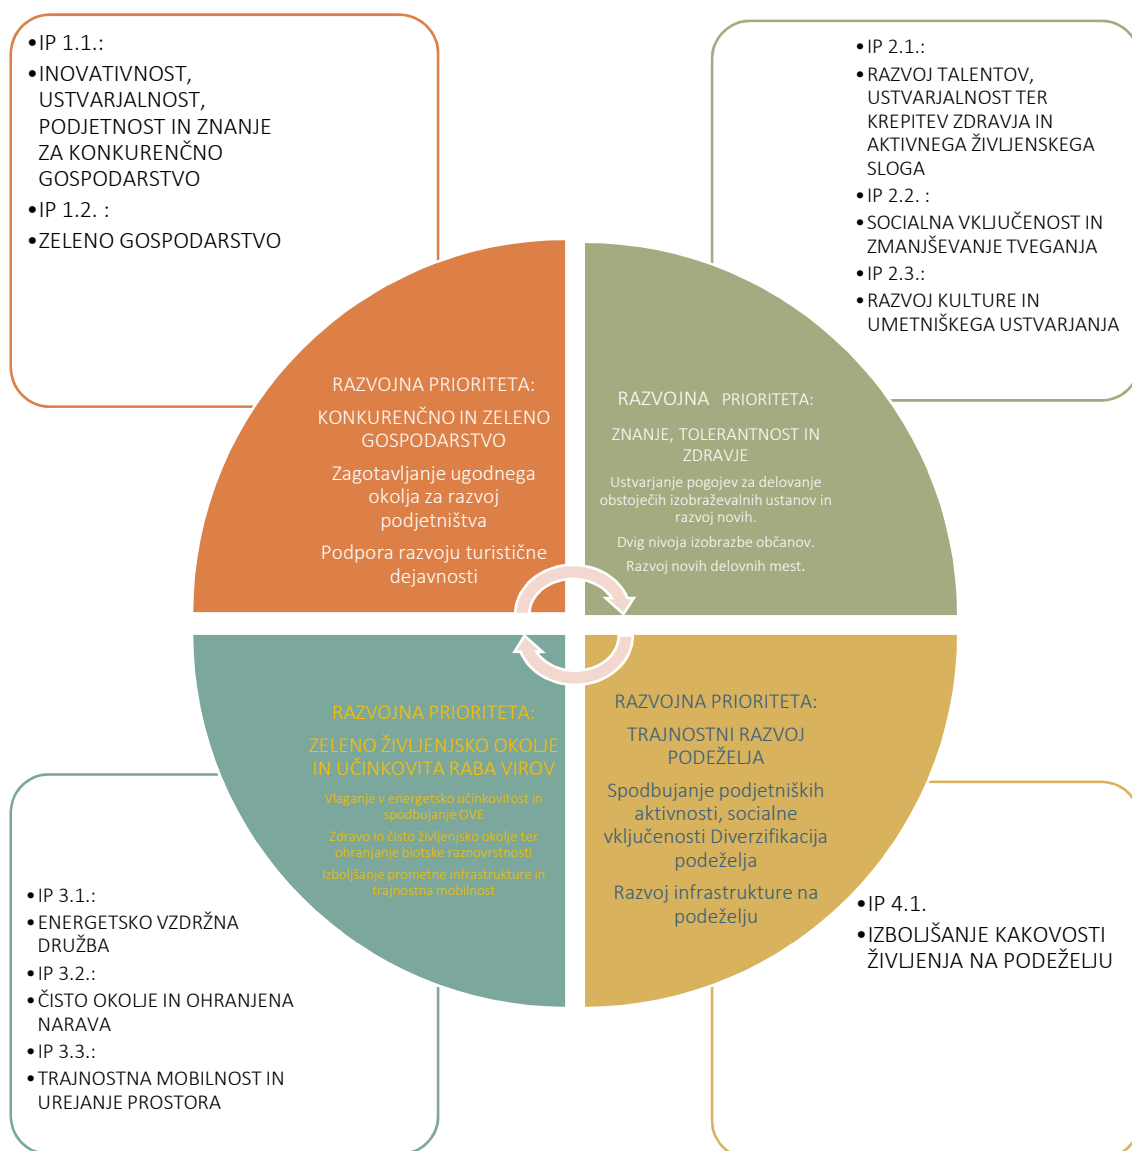 •IP 1.1.:
•INOVATIVNOST,
USTVARJALNOST,
PODJETNOST IN ZNANJE
ZA KONKURENČNO
GOSPODARSTVO
•IP 1.2. :
•ZELENO GOSPODARSTVO
•IP 2.1.:
•RAZVOJ TALENTOV,
USTVARJALNOST TER
KREPITEV ZDRAVJA IN
AKTIVNEGA ŽIVLJENSKEGA
SLOGA
•IP 2.2. :
•SOCIALNA VKLJUČENOST IN
ZMANJŠEVANJE TVEGANJA
•IP 2.3.:
•RAZVOJ KULTURE IN
UMETNIŠKEGA USTVARJANJA
RAZVOJNA PRIORITETA:
KONKURENČNO IN ZELENO
GOSPODARSTVO
Zagotavljanje ugodnega
okolja za razvoj
podjetništva
Podpora razvoju turistične
dejavnosti
RAZVOJNA PRIORITETA:
ZNANJE, TOLERANTNOST IN
ZDRAVJE
Ustvarjanje pogojev za delovanje
obstoječih izobraževalnih ustanov in
razvoj novih.
Dvig nivoja izobrazbe občanov.
Razvoj novih delovnih mest.
RAZVOJNA PRIORITETA:
ZELENO ŽIVLJENJSKO OKOLJE
IN UČINKOVITA RABA VIROV
Vlaganje v energetsko učinkovitost in
spodbujanje OVE
Zdravo in čisto življenjsko okolje ter
ohranjanje biotske raznovrstnosti
Izboljšanje prometne infrastrukture in
trajnostna mobilnost
RAZVOJNA PRIORITETA:
TRAJNOSTNI RAZVOJ
PODEŽELJA
Spodbujanje podjetniških
aktivnosti, socialne
vključenosti Diverzifikacija
podeželja
Razvoj infrastrukture na
podeželju
•IP 3.1.:
•ENERGETSKO VZDRŽNA
DRUŽBA
•IP 3.2.:
•ČISTO OKOLJE IN OHRANJENA
NARAVA
•IP 3.3.:
•TRAJNOSTNA MOBILNOST IN
UREJANJE PROSTORA
•IP 4.1.
•IZBOLJŠANJE KAKOVOSTI
ŽIVLJENJA NA PODEŽELJU